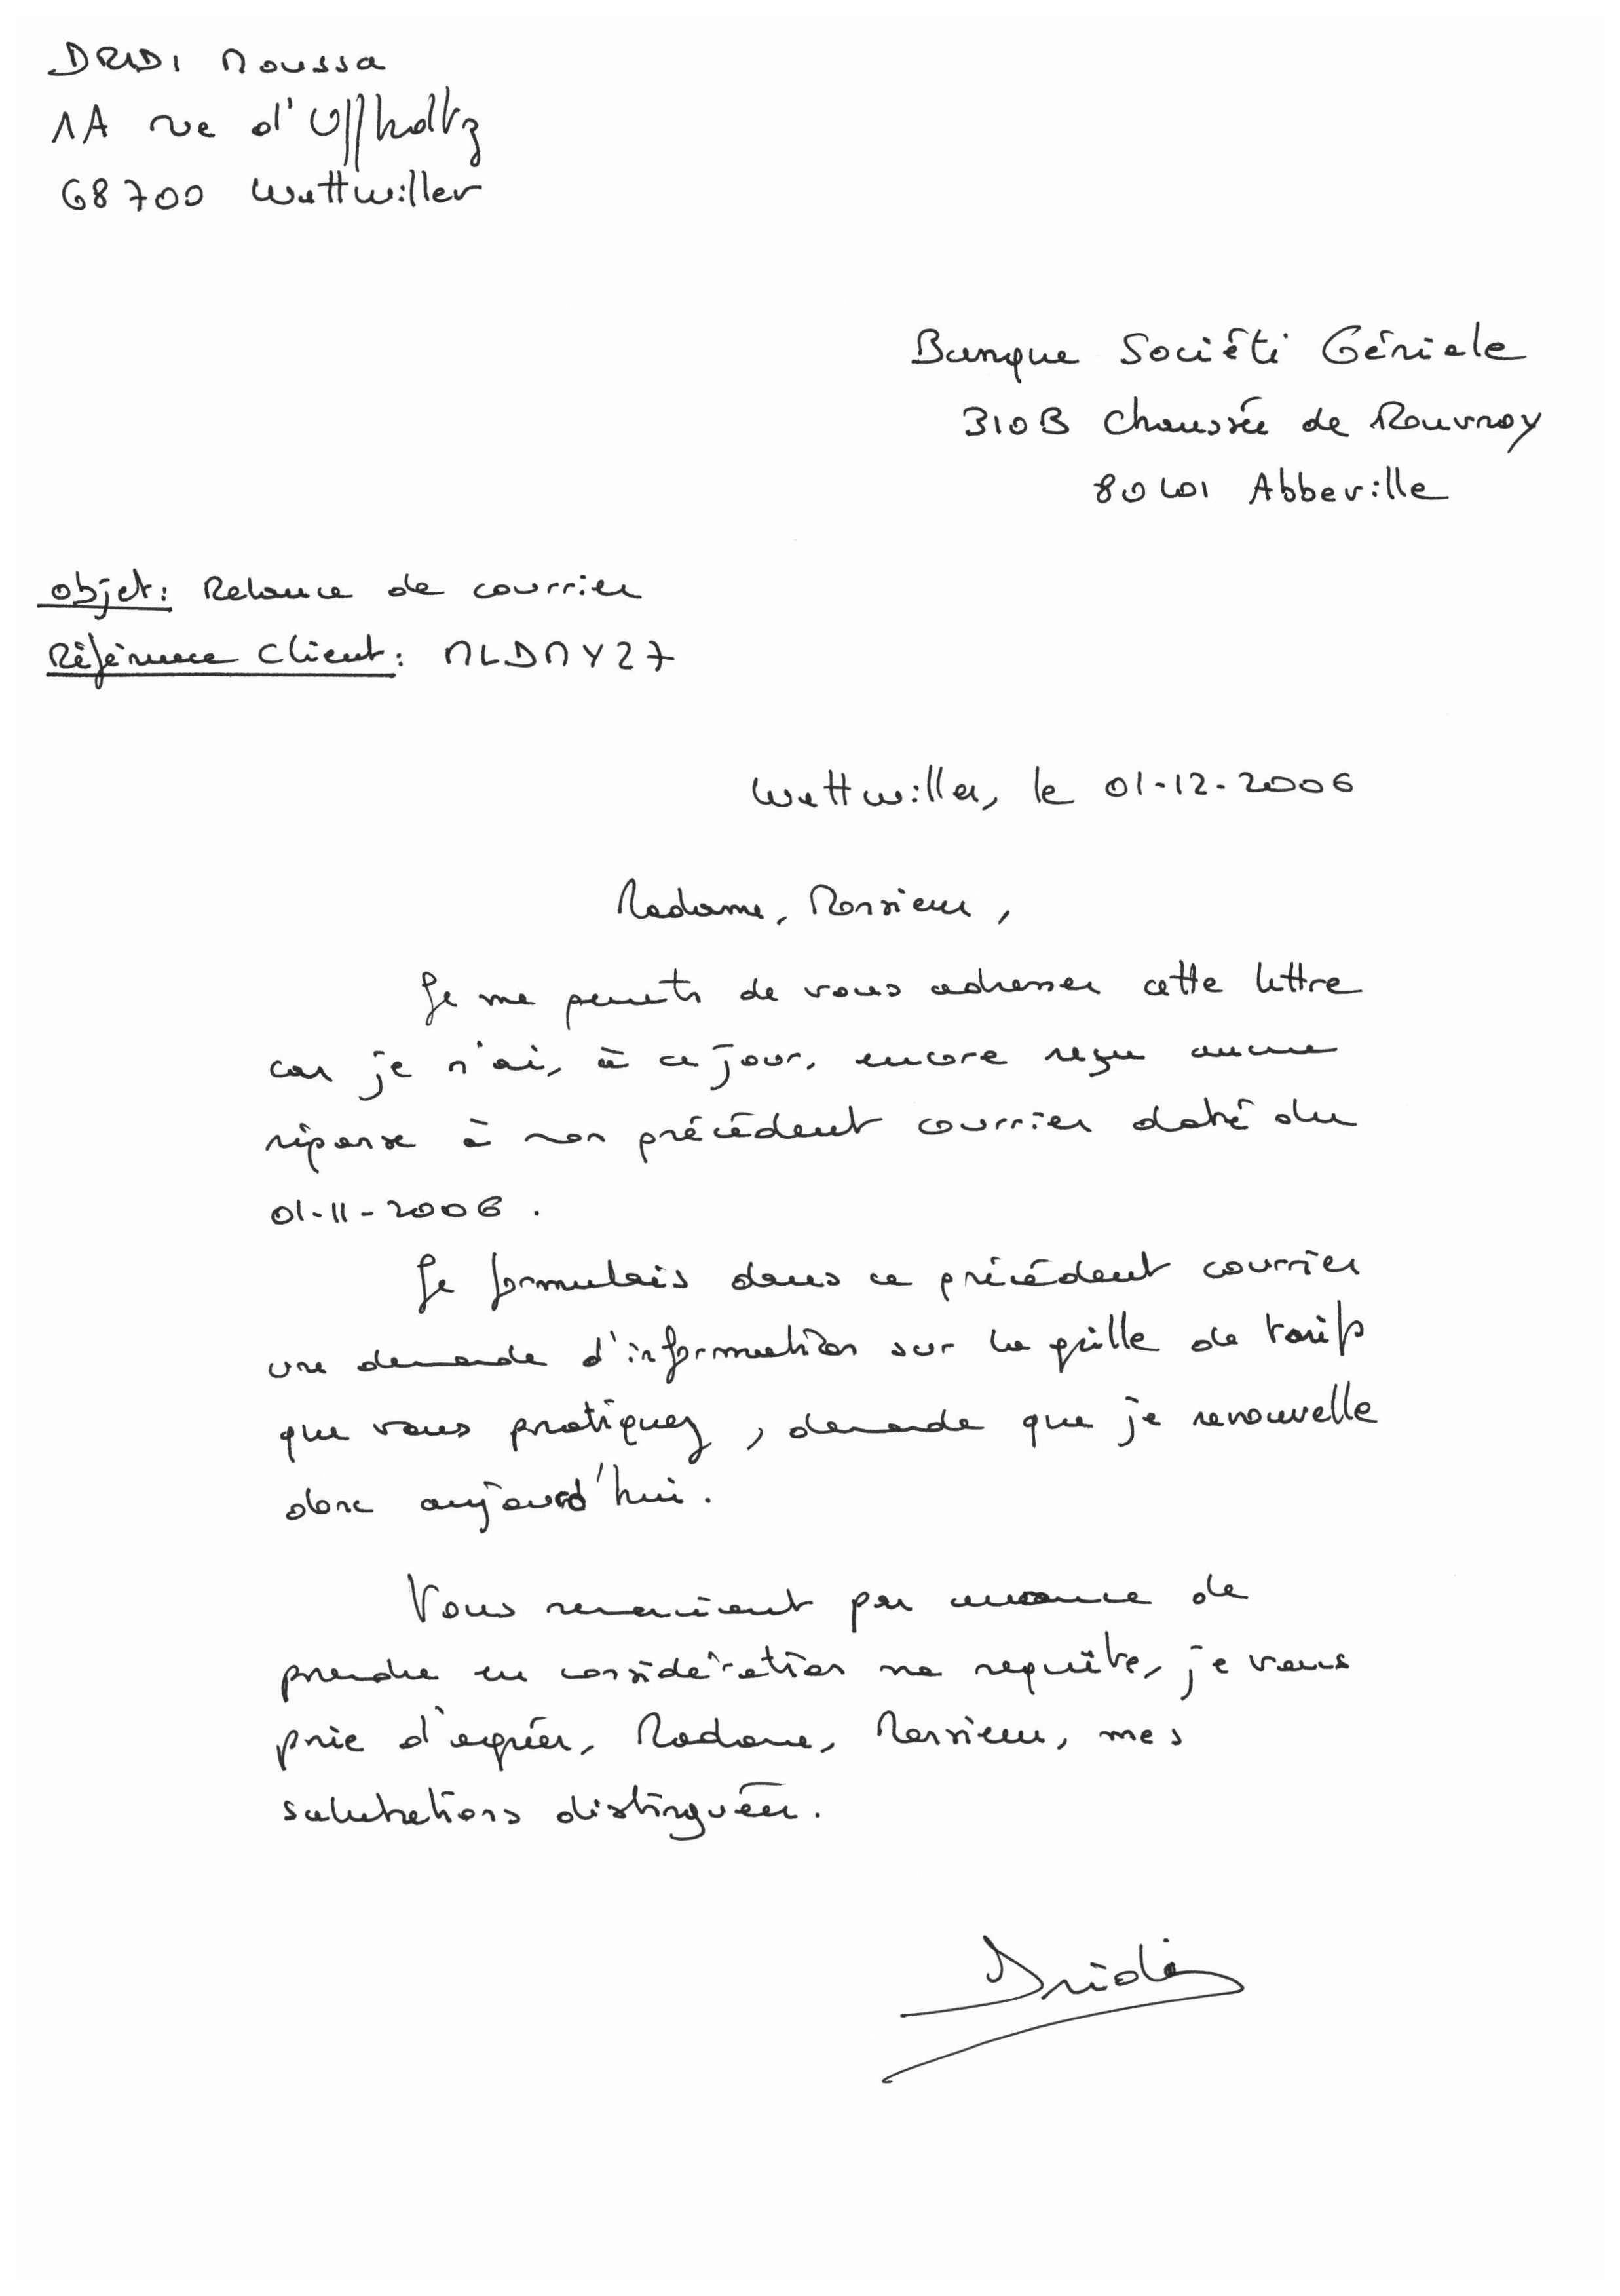 DRIDI Moussa
1A rue d'Uffholtz
68700 Wattwiller
Banque Société Géniale
310B Chaussée de Rouvroy
80401 Abbeville
Objet: Relance de courrier
Référence Client: MLDMY27
Wattwiller, le 01-12-2006
Madame, Monsieur,
Je me permets de vous adresser cette lettre
car je n'ai, à ce jour, encore reçu aucune
réponse à mon précédent courrier daté du
01-11-2006.
Je formulais dans ce précédent courrier
une demande d'information sur la grille de tarifs
que vous pratiquez, demande que je renouvelle
donc aujourd'hui.
Vous remerciant par avance de
prendre en considération ma requête, je vous
prie d'agréer, Madame, Monsieur, mes
salutations distinguées.
Dridi